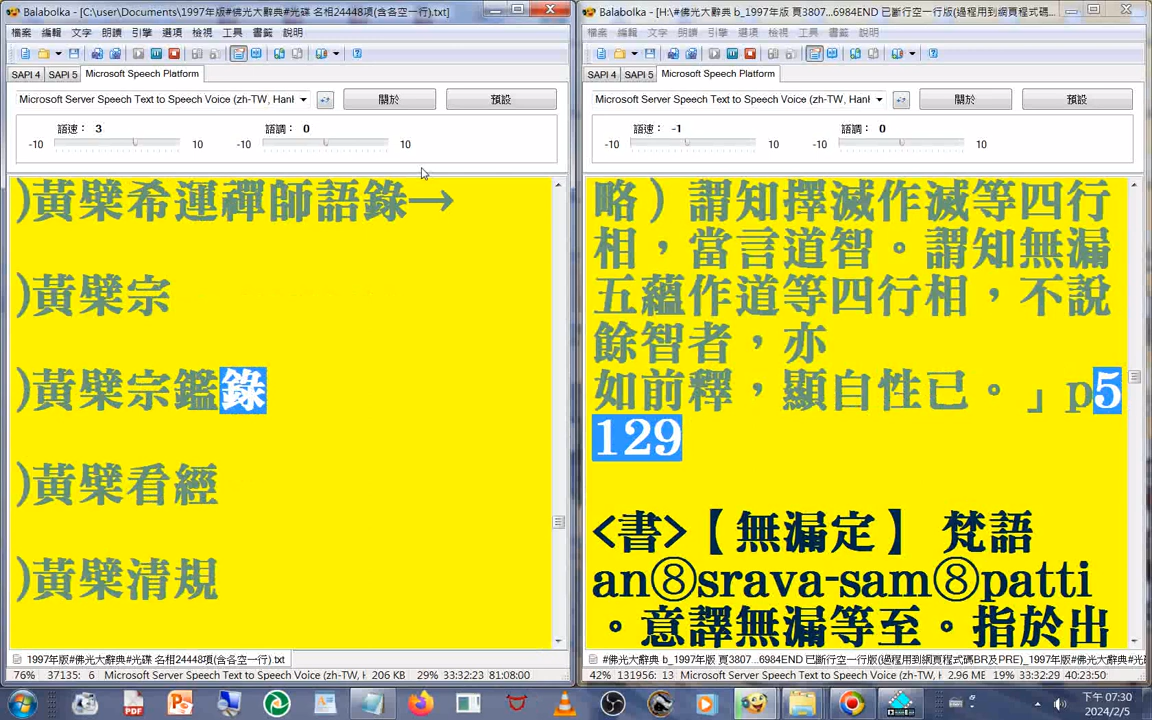 Balabolka - [C:\user\Documents\1997年版#佛光大辭典#光碟 名相24448項(含各空一行).txt]
檔案 編輯 文字 朗讀 引擎 選項 檢視 工具 書籤 說明
SAPI 4 SAPI 5 Microsoft Speech Platform
Microsoft Server Speech Text to Speech Voice (zh-TW, Hanl 關於 預設
語速： 3 語調： 0
-10 10 -10 10
)黃檗希運禪師語錄→
)黃檗宗
)黃檗宗鑑錄
)黃檗看經
)黃檗清規
1997年版#佛光大辭典#光碟 名相24448項(含各空一行).txt
76% 37135: 6 Microsoft Server Speech Text to Speech Voice (zh-TW, 206 KB 29% 33:32:23 81:08:00
Balabolka - [H:\#佛光大辭典 b_1997年版 頁3807...6984END 已斷行空一行版(過程用到網頁程式碼...
檔案 編輯 文字 朗讀 引擎 選項 檢視 工具 書籤 說明
SAPI 4 SAPI 5 Microsoft Speech Platform
Microsoft Server Speech Text to Speech Voice (zh-TW, Hanl 關於 預設
語速： -1 語調： 0
-10 10 -10 10
略）謂知擇滅作滅等四行
相，當言道智。謂知無漏
五蘊作道等四行相，不說
餘智者，亦
如前釋，顯自性已。」p5
129
<書>【無漏定】 梵語
an⑧srava-sam⑧patti
。意譯無漏等至。指於出
#佛光大辭典 b_1997年版 頁3807...6984END 已斷行空一行版(過程用到網頁程式碼BR及PRE)_1997年版#佛光
42% 131956: 13 Microsoft Server Speech Text to Speech Voice (zh-TW, 2.96 MB 19% 33:32:29 40:23:50
下午 07:30
2024/2/5